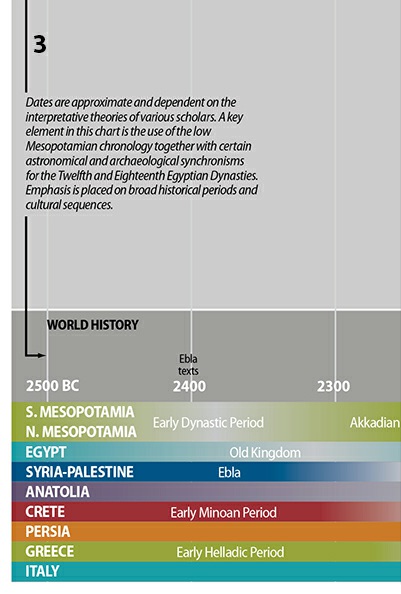 3
Dates are approximate and dependent on the
interpretative theories of various scholars. A key
element in this chart is the use of the low
Mesopotamian chronology together with certain
astronomical and archaeological synchronisms
for the Twelfth and Eighteenth Egyptian Dynasties.
Emphasis is placed on broad historical periods and
cultural sequences.
WORLD HISTORY
Ebla
texts
2500 BC 2400 2300
S. MESOPOTAMIA
N. MESOPOTAMIA
Early Dynastic Period Akkadian
EGYPT Old Kingdom
SYRIA-PALESTINE Ebla
ANATOLIA
CRETE Early Minoan Period
PERSIA
GREECE Early Helladic Period
ITALY